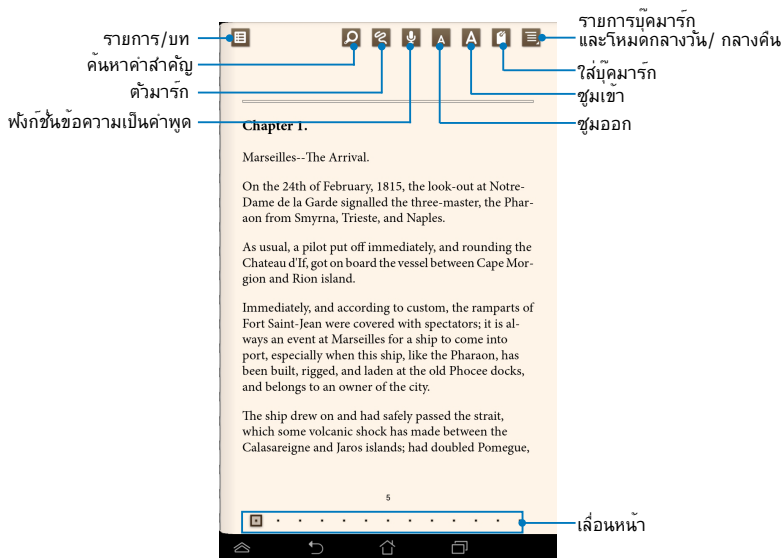 รายการ/บท
ค้นหาคำสำคัญ
ตัวมาร์ก
ฟังก์ชั่นข้อความเป็นคำพูด
รายการบุ๊คมาร์ก
และโหมดกลางวัน/ กลางคืน
ใส่บุ๊คมาร์ก
ซูมเข้า
ซูมออก
A
A
Chapter 1.
Marseilles--The Arrival.
On the 24th of February, 1815, the look-out at Notre-
Dame de la Garde signalled the three-master, the Phar-
aon from Smyrna, Trieste, and Naples.
As usual, a pilot put off immediately, and rounding the
Chateau d'If, got on board the vessel between Cape Mor-
gion and Rion island.
Immediately, and according to custom, the ramparts of
Fort Saint-Jean were covered with spectators; it is al-
ways an event at Marseilles for a ship to come into
port, especially when this ship, like the Pharaon, has
been built, rigged, and laden at the old Phocee docks,
and belongs to an owner of the city.
The ship drew on and had safely passed the strait,
which some volcanic shock has made between the
Calasareigne and Jaros islands; had doubled Pomegue,
5
เลื่อนหน้า